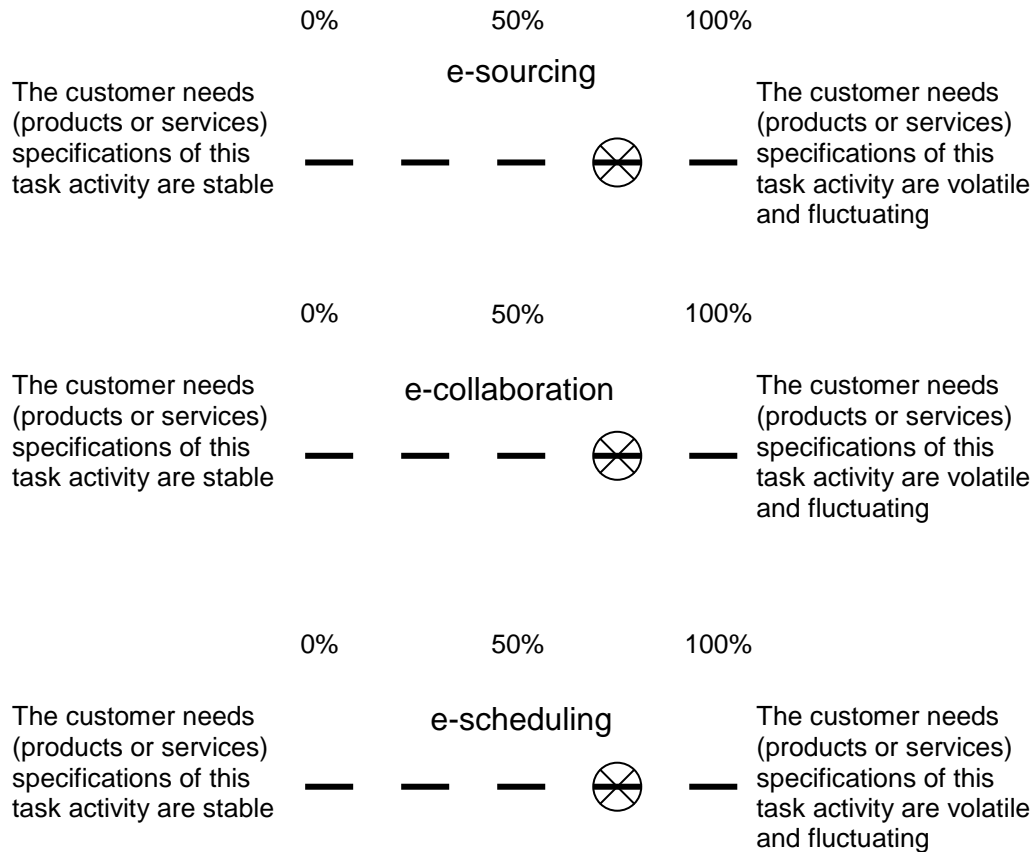 0% 50% 100%
e-sourcing
The customer needs
(products or services)
specifications of this
task activity are stable
The customer needs
(products or services)
specifications of this
task activity are volatile
and fluctuating
0% 50% 100%
e-collaboration
The customer needs
(products or services)
specifications of this
task activity are stable
The customer needs
(products or services)
specifications of this
task activity are volatile
and fluctuating
0% 50% 100%
e-scheduling
The customer needs
(products or services)
specifications of this
task activity are stable
The customer needs
(products or services)
specifications of this
task activity are volatile
and fluctuating